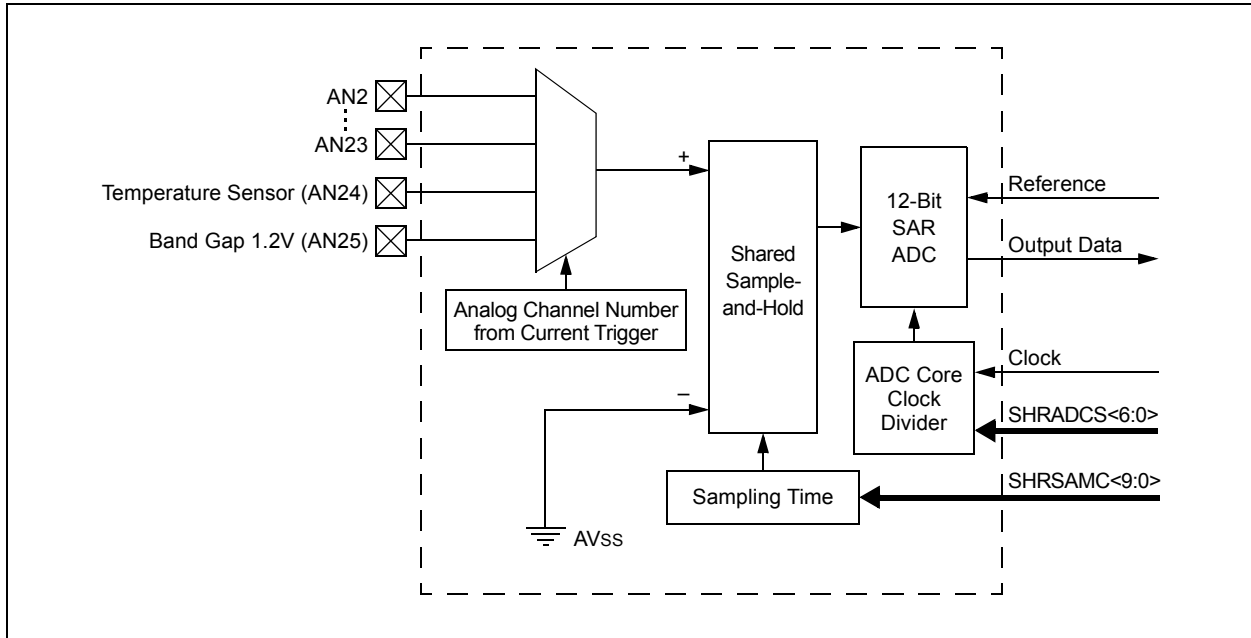 AN2
AN23
Temperature Sensor (AN24)
Band Gap 1.2V (AN25)
Analog Channel Number
from Current Trigger
+
–
AVSS
Shared
Sample-
and-Hold
Sampling Time
12-Bit
SAR
ADC
ADC Core
Clock
Divider
Reference
Output Data
Clock
SHRADCS<6:0>
SHRSAMC<9:0>